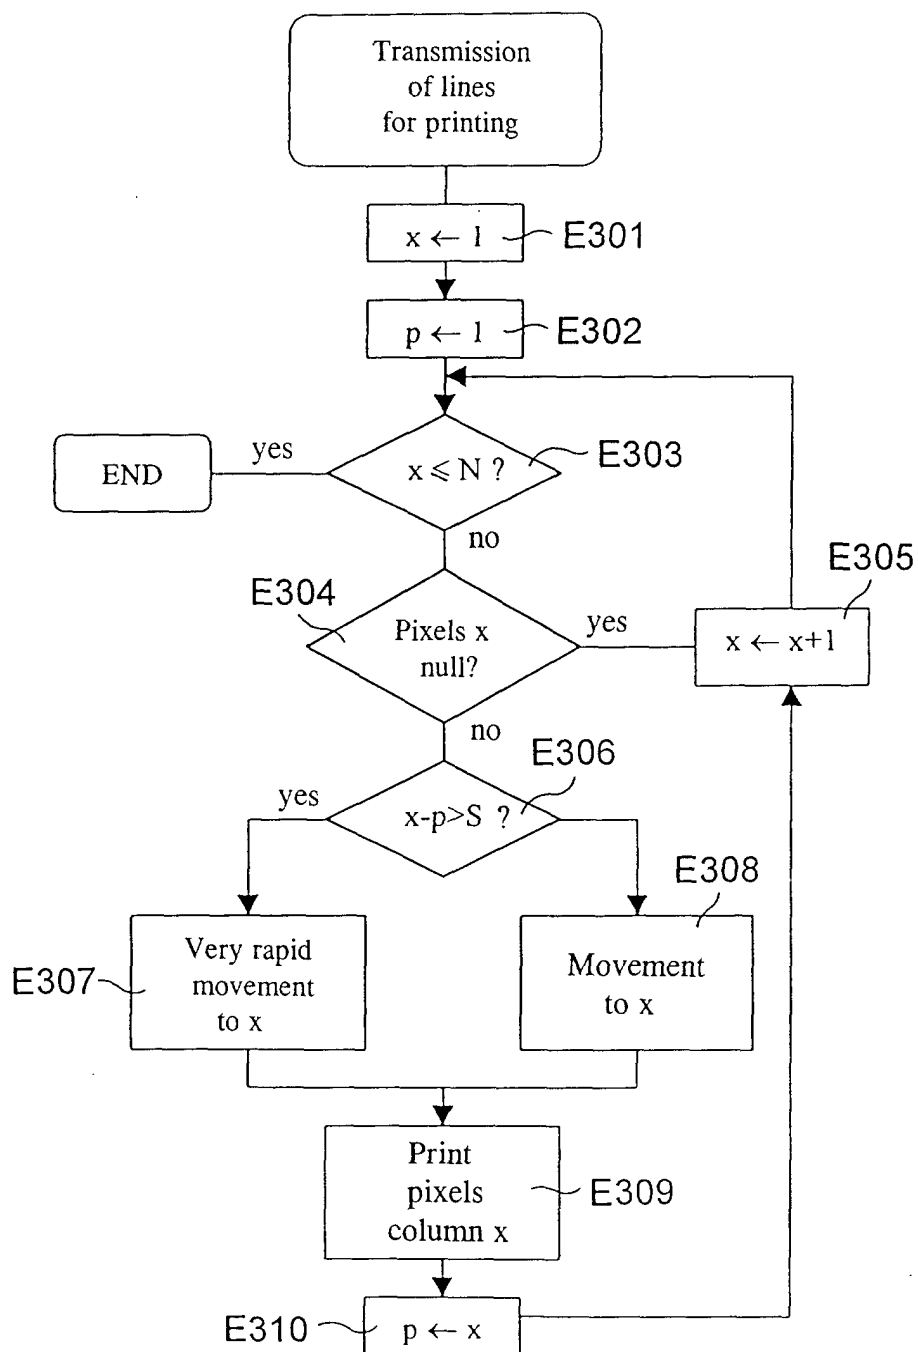 Transmission
of lines
for printing
x ← 1
E301
p ← 1
E302
yes
END
x ≤ N ?
E303
no
E304
Pixels x
null?
yes
E305
x ← x+1
no
E306
yes
x-p>S ?
E308
E307
Very rapid
movement
to x
Movement
to x
Print
pixels
column x
E309
E310
p ← x